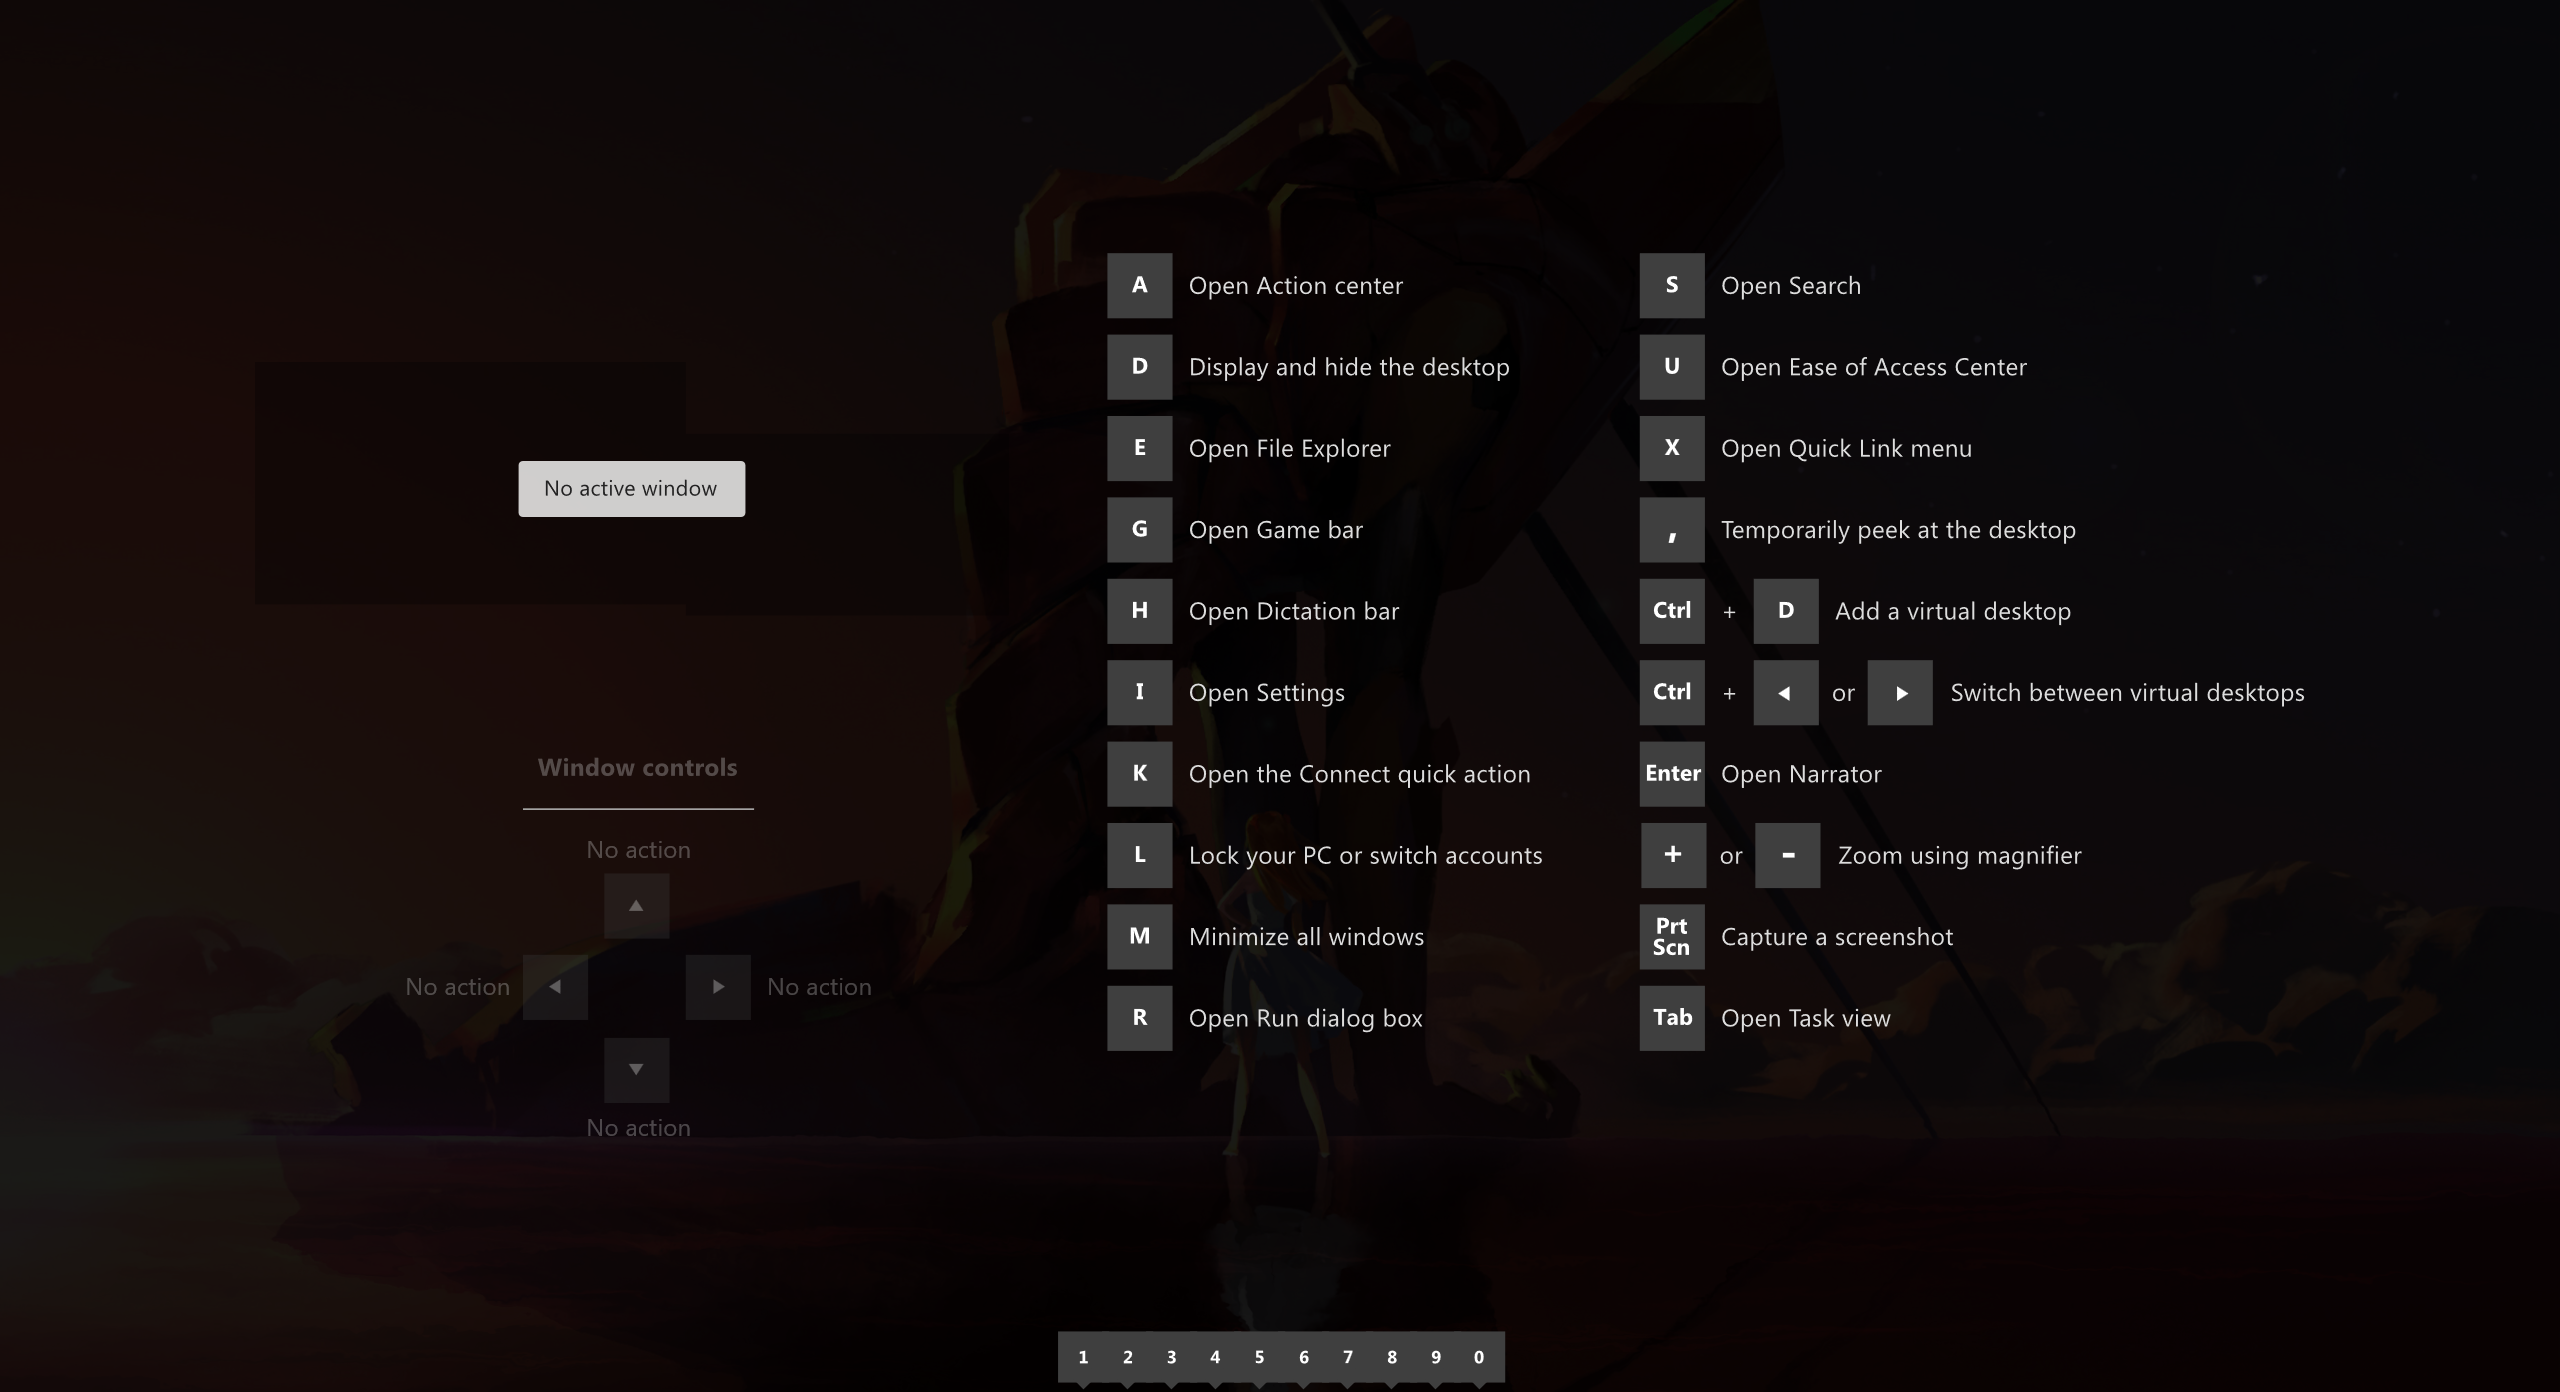 No active window
Window controls
No action
▲
No action ◄ ► No action
▼
No action
A Open Action center
D Display and hide the desktop
E Open File Explorer
G Open Game bar
H Open Dictation bar
I Open Settings
K Open the Connect quick action
L Lock your PC or switch accounts
M Minimize all windows
R Open Run dialog box
S Open Search
U Open Ease of Access Center
X Open Quick Link menu
, Temporarily peek at the desktop
Ctrl + D Add a virtual desktop
Ctrl + ◄ or ► Switch between virtual desktops
Enter Open Narrator
+ or - Zoom using magnifier
Prt
Scn Capture a screenshot
Tab Open Task view
1 2 3 4 5 6 7 8 9 0